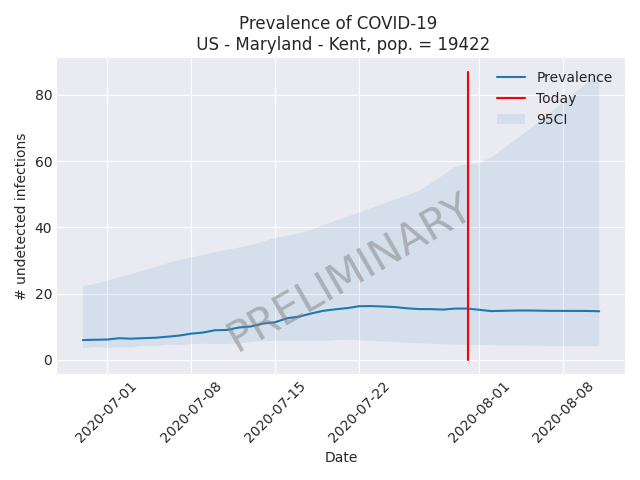 Prevalence of COVID-19
US - Maryland - Kent, pop. = 19422
Prevalence
Today
95CI
PRELIMINARY
# undetected infections
80
60
40
20
0
2020-07-01
2020-07-08
2020-07-15
2020-07-22
2020-08-01
2020-08-08
Date